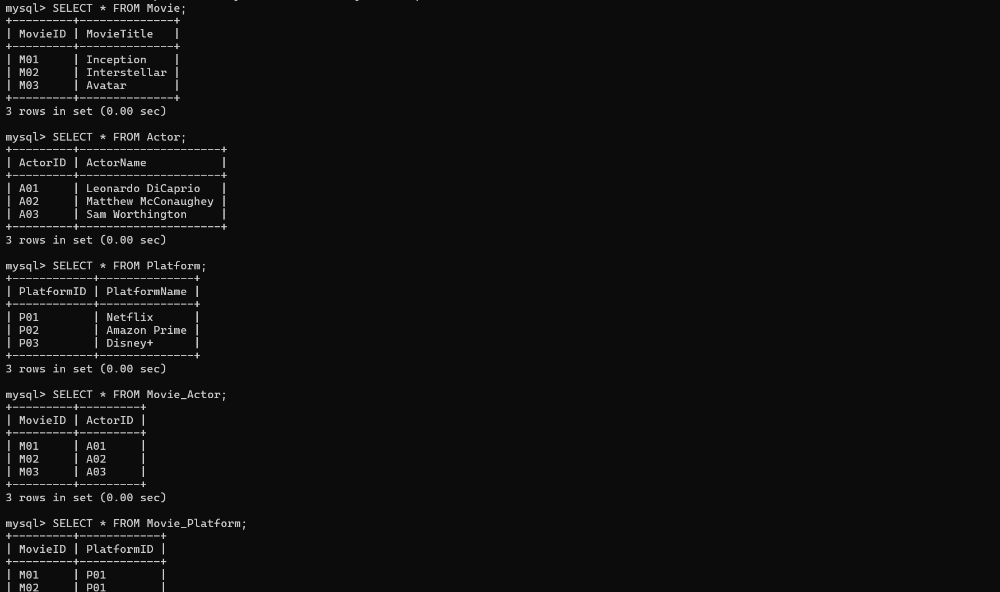 mysql> SELECT * FROM Movie;
+---------+--------------+
| MovieID | MovieTitle   |
+---------+--------------+
| M01     | Inception    |
| M02     | Interstellar |
| M03     | Avatar       |
+---------+--------------+
3 rows in set (0.00 sec)

mysql> SELECT * FROM Actor;
+---------+---------------------+
| ActorID | ActorName           |
+---------+---------------------+
| A01     | Leonardo DiCaprio   |
| A02     | Matthew McConaughey |
| A03     | Sam Worthington     |
+---------+---------------------+
3 rows in set (0.00 sec)

mysql> SELECT * FROM Platform;
+------------+--------------+
| PlatformID | PlatformName |
+------------+--------------+
| P01        | Netflix      |
| P02        | Amazon Prime |
| P03        | Disney+      |
+------------+--------------+
3 rows in set (0.00 sec)

mysql> SELECT * FROM Movie_Actor;
+---------+---------+
| MovieID | ActorID |
+---------+---------+
| M01     | A01     |
| M02     | A02     |
| M03     | A03     |
+---------+---------+
3 rows in set (0.00 sec)

mysql> SELECT * FROM Movie_Platform;
+---------+------------+
| MovieID | PlatformID |
+---------+------------+
| M01     | P01        |
| M02     | P01        |